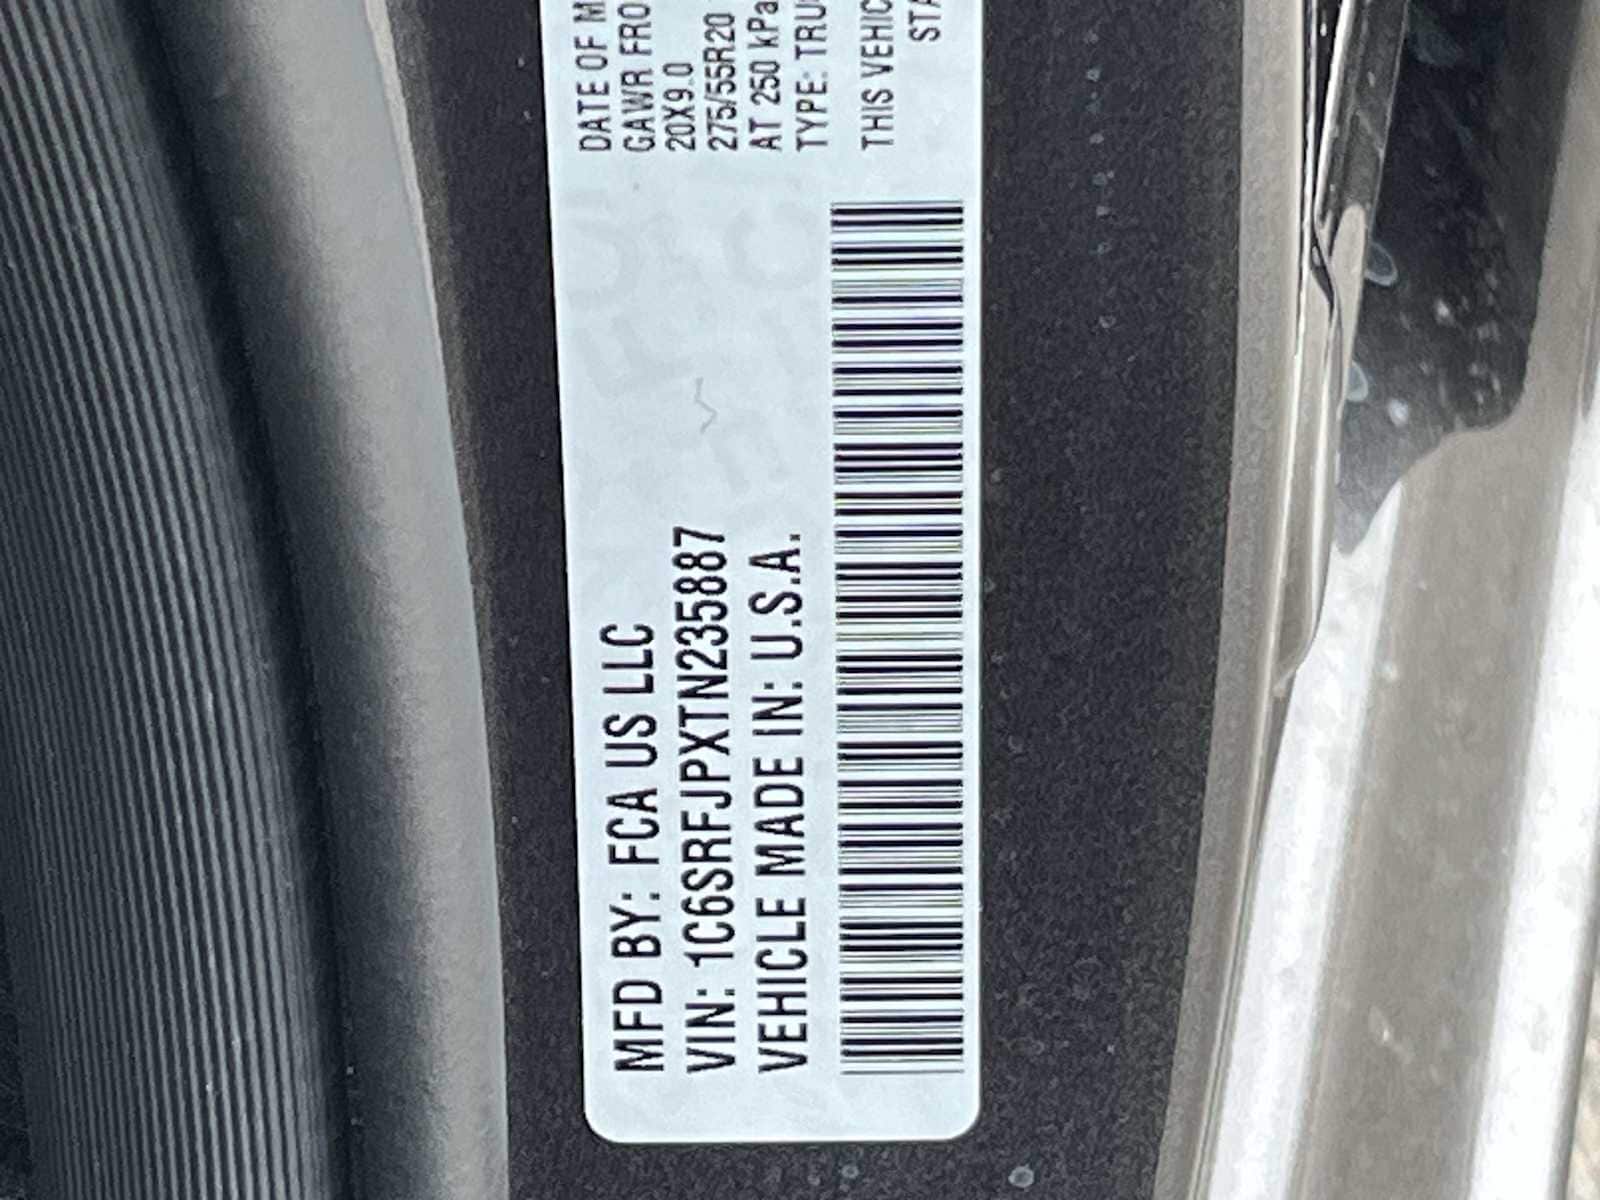 MFD BY: FCA US LLC
VIN: 1C6SRFJPXTN235887
VEHICLE MADE IN: U.S.A.
DATE OF M
GAWR FRO
20X9.0
275/55R20
AT 250 kPa
TYPE: TRU
THIS VEHIC
STA